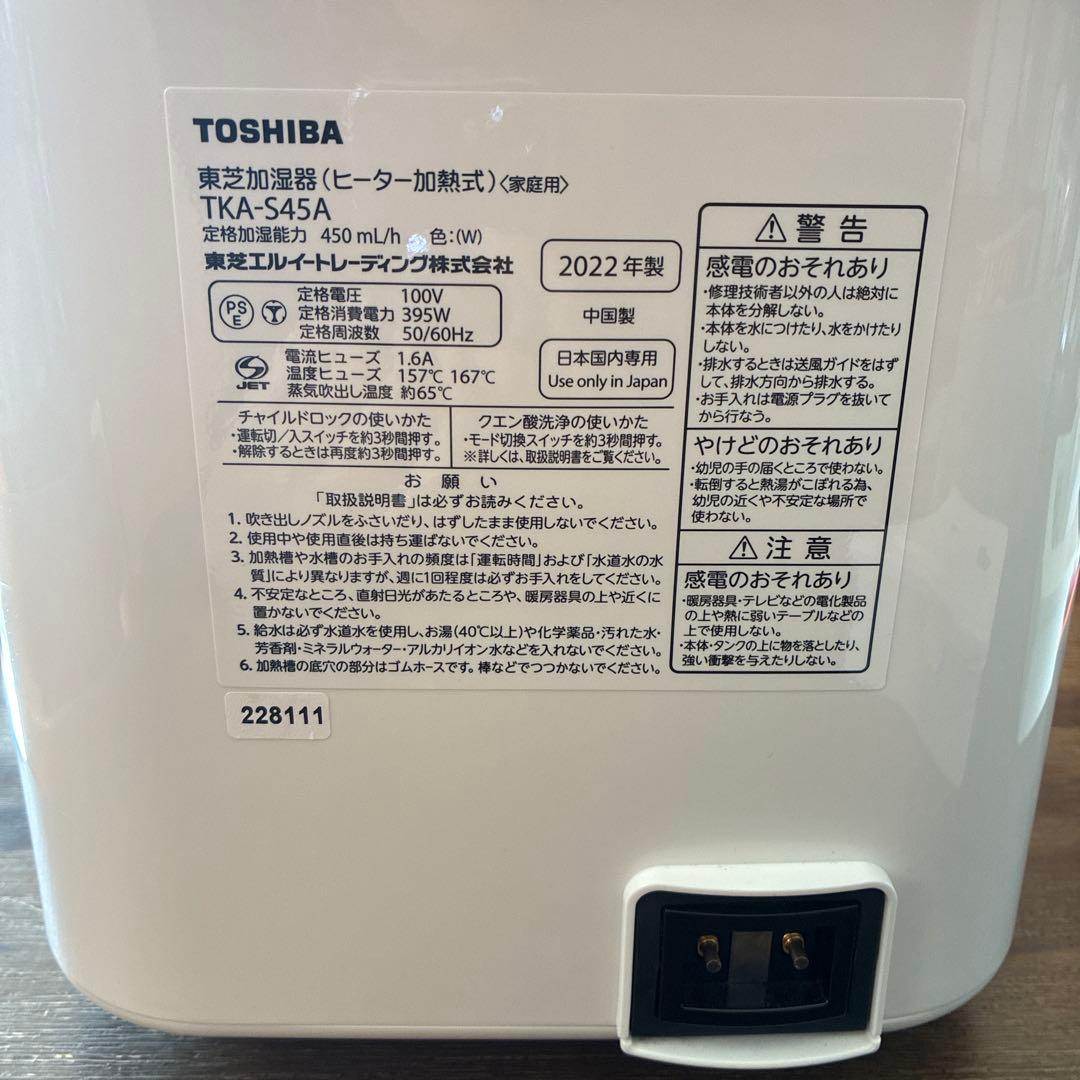 TOSHIBA
東芝加湿器(ヒーター加熱式)〈家庭用〉
TKA-S45A
定格加湿能力 450 mL/h 色:(W)
東芝エルイートレーディング株式会社
2022年製
中国製
日本国内専用
Use only in Japan
PS
E
定格電圧 100V
定格消費電力 395W
定格周波数 50/60Hz
JET
電流ヒューズ 1.6A
温度ヒューズ 157℃ 167℃
蒸気吹出し温度 約65℃
チャイルドロックの使いかた
・運転切/入スイッチを約3秒間押す。
・解除するときは再度約3秒間押す。
クエン酸洗浄の使いかた
・モード切換スイッチを約3秒間押す。
※詳しくは、取扱説明書をご覧ください。
お願い
「取扱説明書」は必ずお読みください。
1. 吹き出しノズルをふさいだり、はずしたまま使用しないでください。
2. 使用中や使用直後は持ち運ばないでください。
3. 加熱槽や水槽のお手入れの頻度は「運転時間」および「水道水の水
質」により異なりますが、週に1回程度は必ずお手入れをしてください。
4. 不安定なところ、直射日光があたるところや、暖房器具の上や近くに
置かないでください。
5. 給水は必ず水道水を使用し、お湯(40℃以上)や化学薬品・汚れた水・
芳香剤・ミネラルウォーター・アルカリイオン水などを入れないでください。
6. 加熱槽の底穴の部分はゴムホースです。棒などでつつかないでください。
⚠ 警告
感電のおそれあり
・修理技術者以外の人は絶対に
本体を分解しない。
・本体を水につけたり、水をかけたり
しない。
・排水するときは送風ガイドをはず
して、排水方向から排水する。
・お手入れは電源プラグを抜いて
から行なう。
やけどのおそれあり
・幼児の手の届くところで使わない。
・転倒すると熱湯がこぼれる為、
幼児の近くや不安定な場所で
使わない。
⚠ 注意
感電のおそれあり
・暖房器具・テレビなどの電化製品
の上や熱に弱いテーブルなどの
上で使用しない。
・本体・タンクの上に物を落としたり、
強い衝撃を与えたりしない。
228111